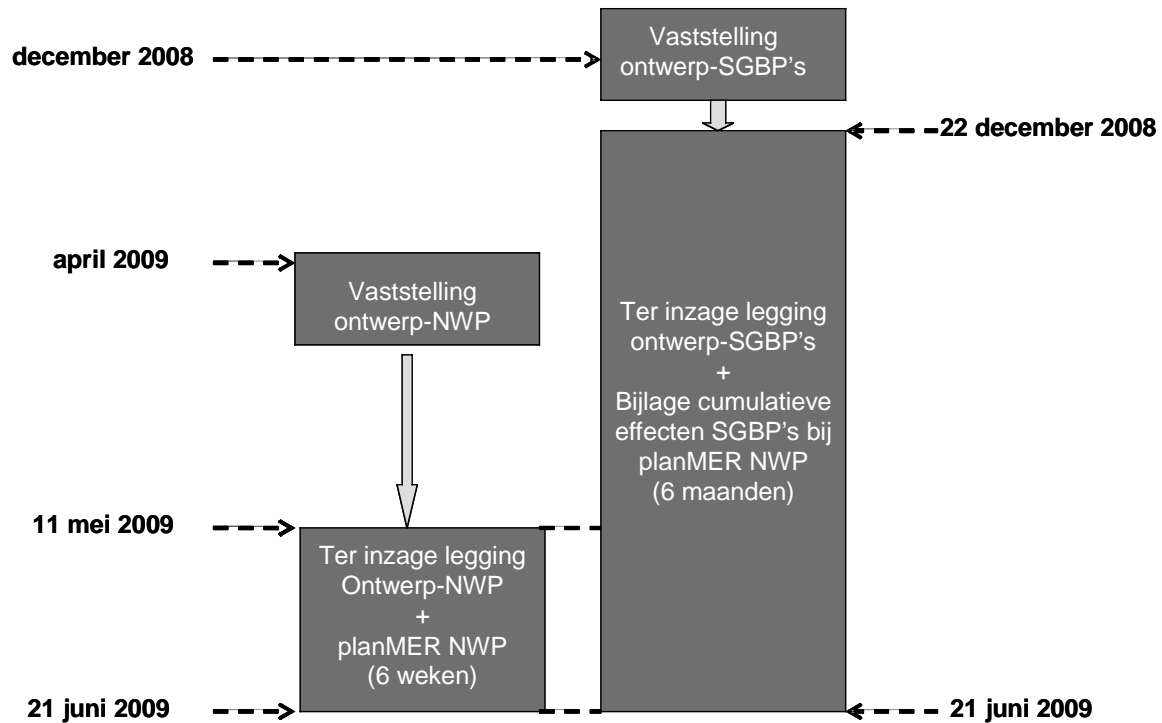 december 2008
Vaststelling
ontwerp-SGBP's
22 december 2008
april 2009
Vaststelling
ontwerp-NWP
Ter inzage legging
ontwerp-SGBP's
+
Bijlage cumulatieve
effecten SGBP's bij
planMER NWP
(6 maanden)
11 mei 2009
Ter inzage legging
Ontwerp-NWP
+
planMER NWP
(6 weken)
21 juni 2009
21 juni 2009